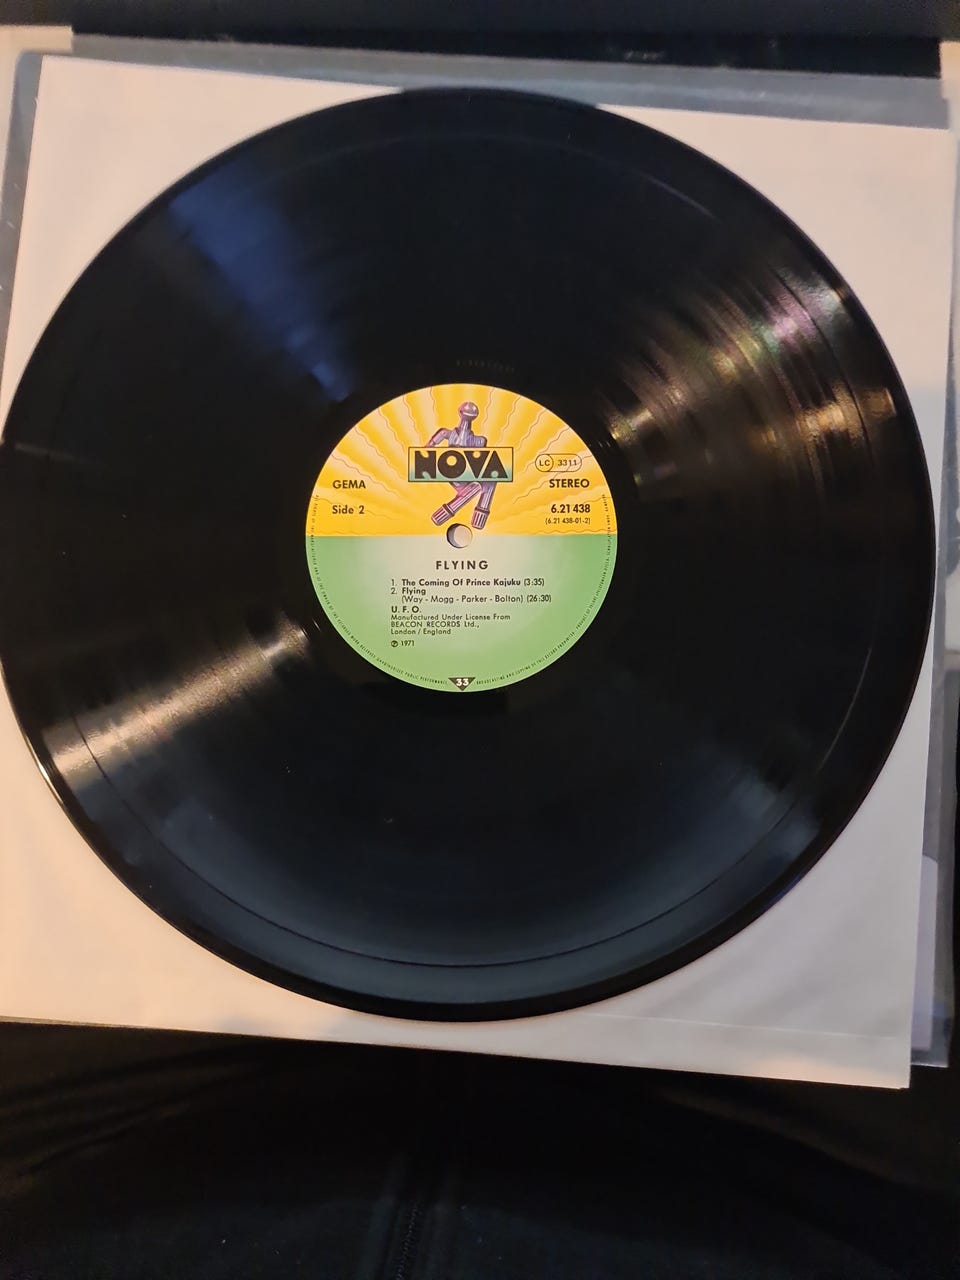 NOVA
LC 3311
GEMA
STEREO
Side 2
6.21 438
(6.21 438-01-2)
FLYING
1. The Coming Of Prince Kajuku (3:35)
2. Flying
(Way - Mogg - Parker - Bolton) (26:30)
U. F. O.
Manufactured Under License From
BEACON RECORDS Ltd.,
London / England
Ⓟ 1971
33